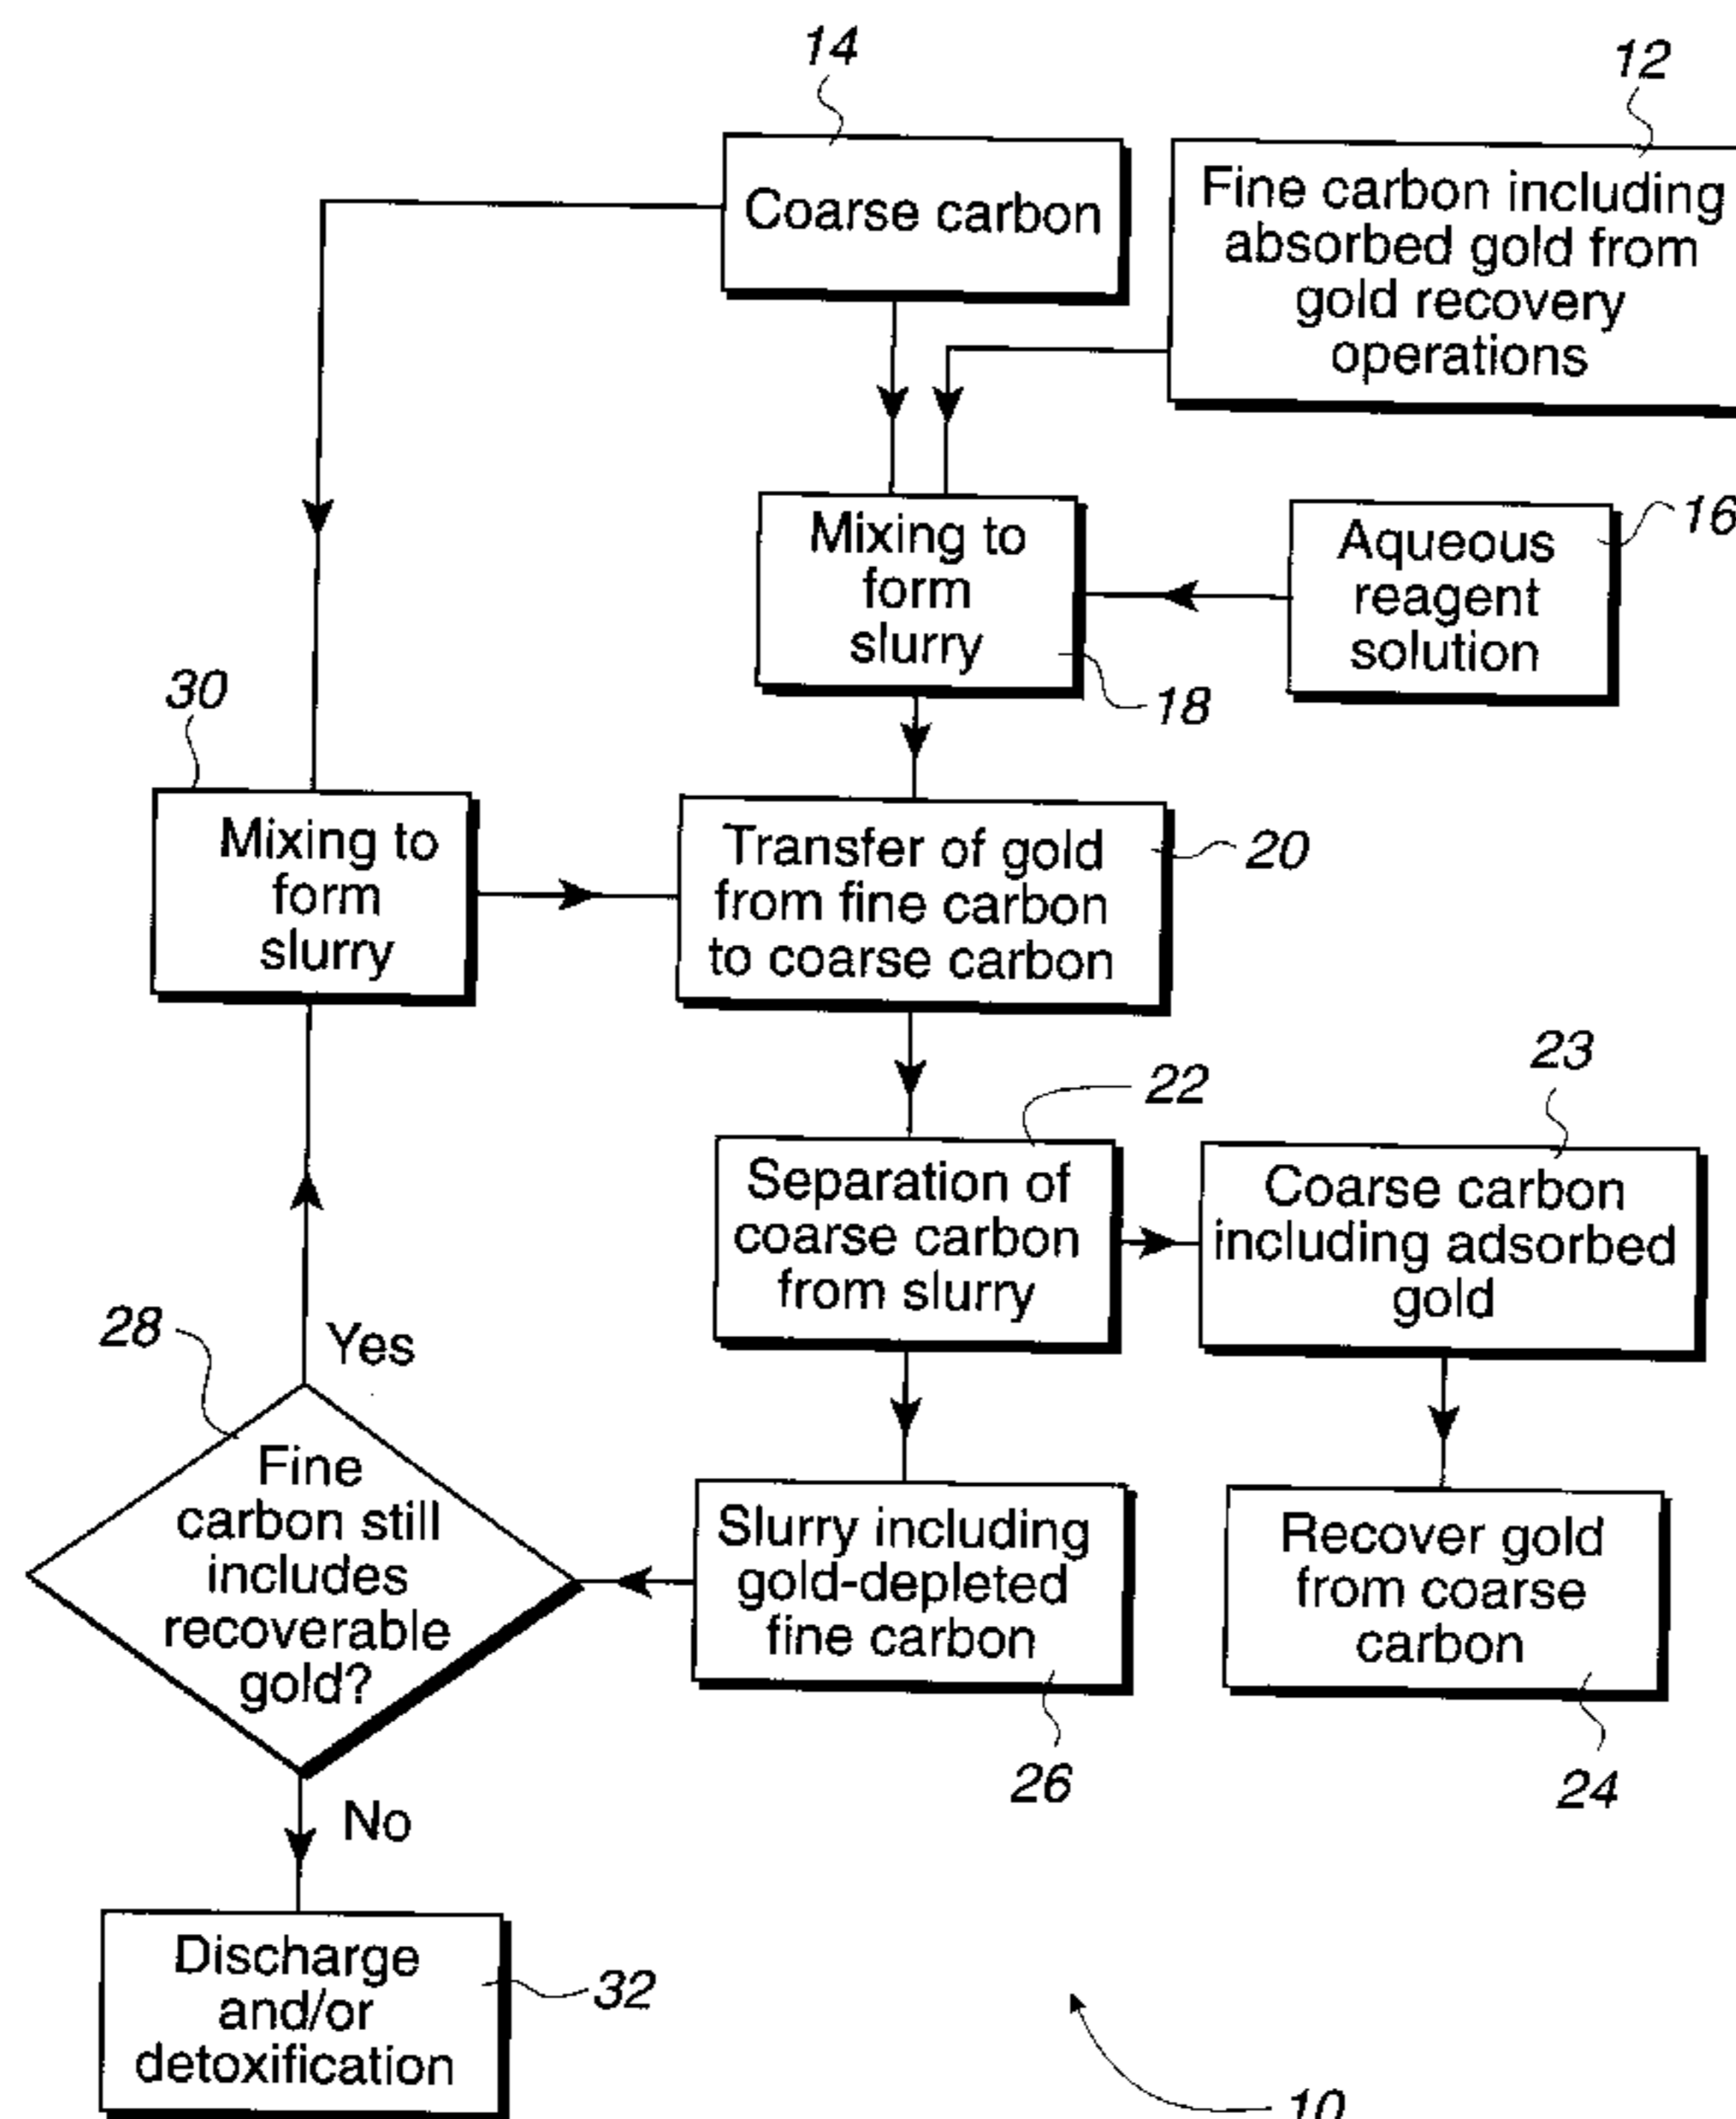 14
12
Coarse carbon
Fine carbon including
absorbed gold from
gold recovery
operations
Mixing to
form
slurry
18
Aqueous
reagent
solution
16
30
Mixing to
form
slurry
Transfer of gold
from fine carbon
to coarse carbon
20
22
23
Separation of
coarse carbon
from slurry
Coarse carbon
including adsorbed
gold
28
Yes
Fine
carbon still
includes
recoverable
gold?
Slurry including
gold-depleted
fine carbon
26
Recover gold
from coarse
carbon
24
No
Discharge
and/or
detoxification
32
10